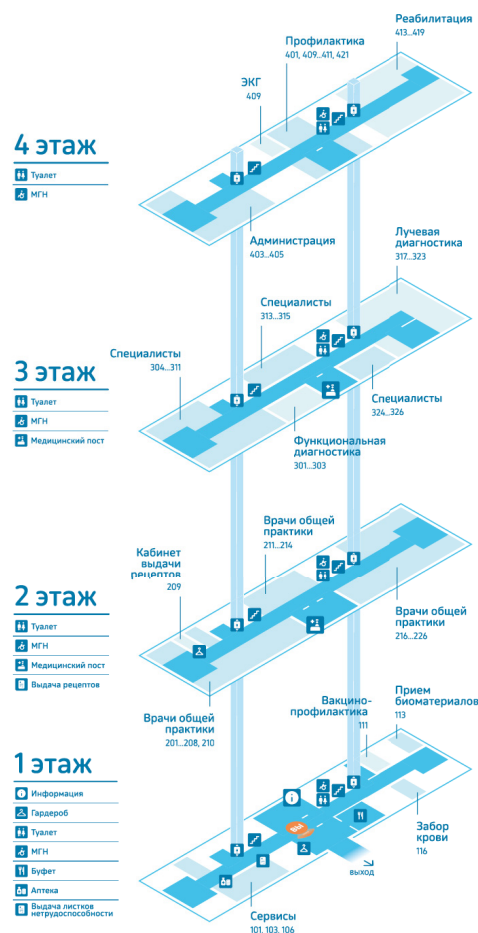 Реабилитация
413...419
Профилактика
401, 409...411, 421
ЭКГ
409
4 этаж
Туалет
МГН
Администрация
403...405
Лучевая
диагностика
317...323
Специалисты
313...315
Специалисты
304...311
3 этаж
Туалет
МГН
Медицинский пост
Специалисты
324...326
Функциональная
диагностика
301...303
Врачи общей
практики
211...214
Кабинет
выдачи
рецептов
209
2 этаж
Туалет
МГН
Медицинский пост
Выдача рецептов
Врачи общей
практики
216...226
Врачи общей
практики
201...208, 210
Вакцино-
профилактика
111
Прием
биоматериалов
113
1 этаж
Информация
Гардероб
Туалет
МГН
Буфет
Аптека
Выдача листков
нетрудоспособности
Забор
крови
116
выход
Сервисы
101, 103, 106